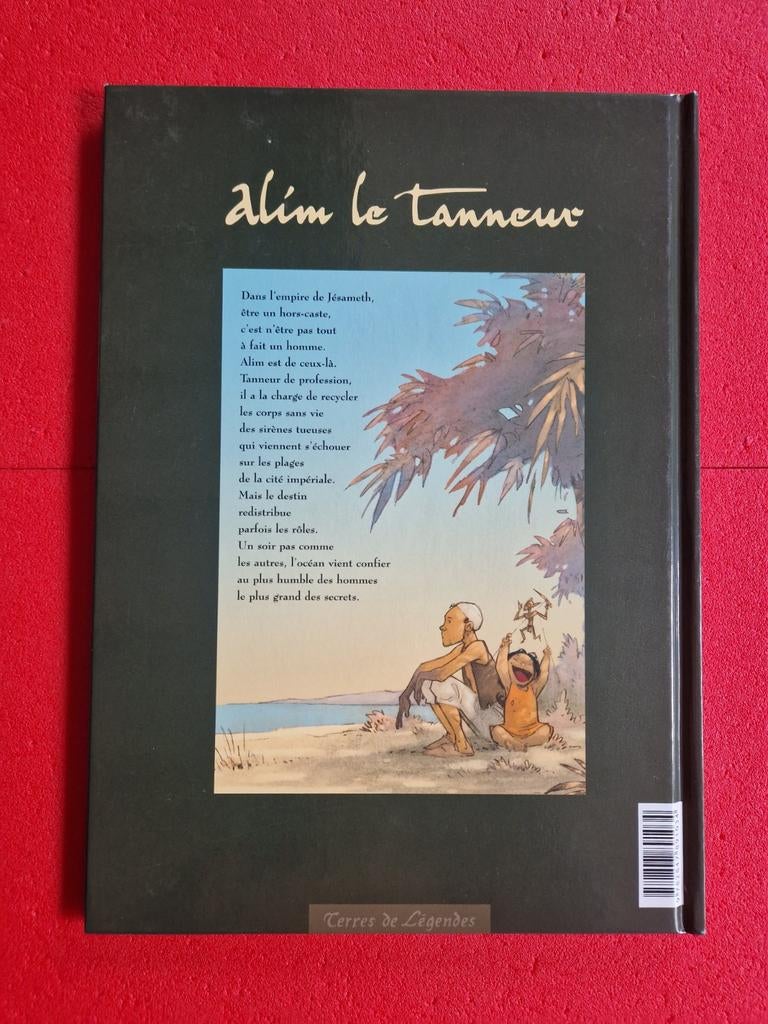 Alim le tanneur
Dans l'empire de Jésameth,
être un hors-caste,
c'est n'être pas tout
à fait un homme.
Alim est de ceux-là.
Tanneur de profession,
il a la charge de recycler
les corps sans vie
des sirènes tueuses
qui viennent s'échouer
sur les plages
de la cité impériale.
Mais le destin
redistribue
parfois les rôles.
Un soir pas comme
les autres, l'océan vient confier
au plus humble des hommes
le plus grand des secrets.
Terres de Légendes